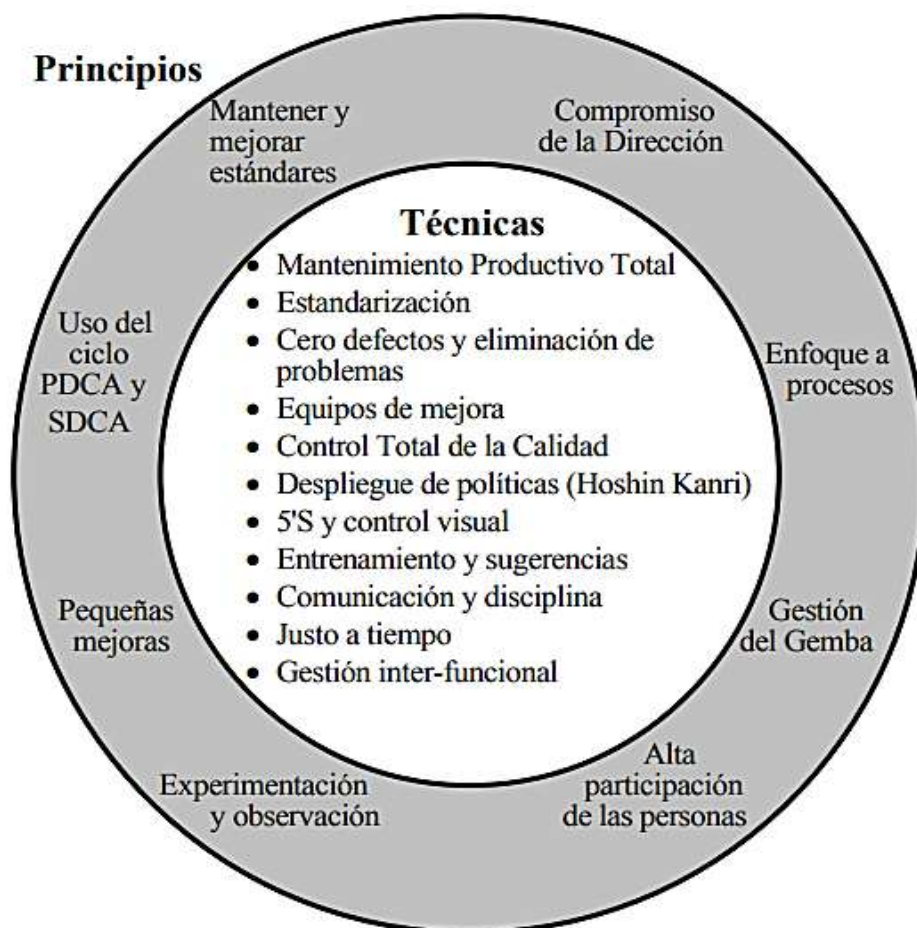 Principios
Mantener y
mejorar
estándares
Compromiso
de la Dirección
Enfoque a
procesos
Gestión
del Gemba
Alta
participación
de las personas
Experimentación
y observación
Pequeñas
mejoras
Uso del
ciclo
PDCA y
SDCA
Técnicas
• Mantenimiento Productivo Total
• Estandarización
• Cero defectos y eliminación de
problemas
• Equipos de mejora
• Control Total de la Calidad
• Despliegue de políticas (Hoshin Kanri)
• 5'S y control visual
• Entrenamiento y sugerencias
• Comunicación y disciplina
• Justo a tiempo
• Gestión inter-funcional